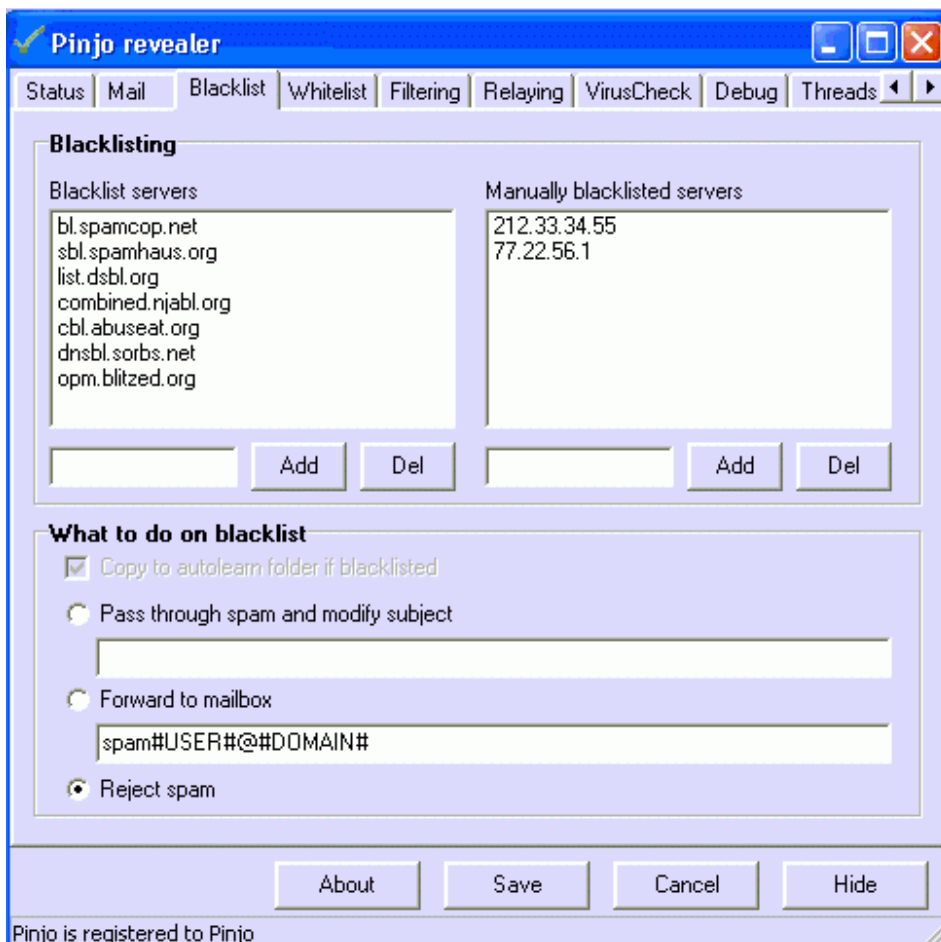 Pinjo revealer
Status Mail Blacklist Whitelist Filtering Relaying VirusCheck Debug Threads
Blacklisting
Blacklist servers
bl.spamcop.net
sbl.spamhaus.org
list.dsbl.org
combined.njabl.org
cbl.abuseat.org
dnsbl.sorbs.net
opm.blitzed.org
Add Del
Manually blacklisted servers
212.33.34.55
77.22.56.1
Add Del
What to do on blacklist
Copy to autolearn folder if blacklisted
Pass through spam and modify subject
Forward to mailbox
spam#USER#@#DOMAIN#
Reject spam
About Save Cancel Hide
Pinjo is registered to Pinjo